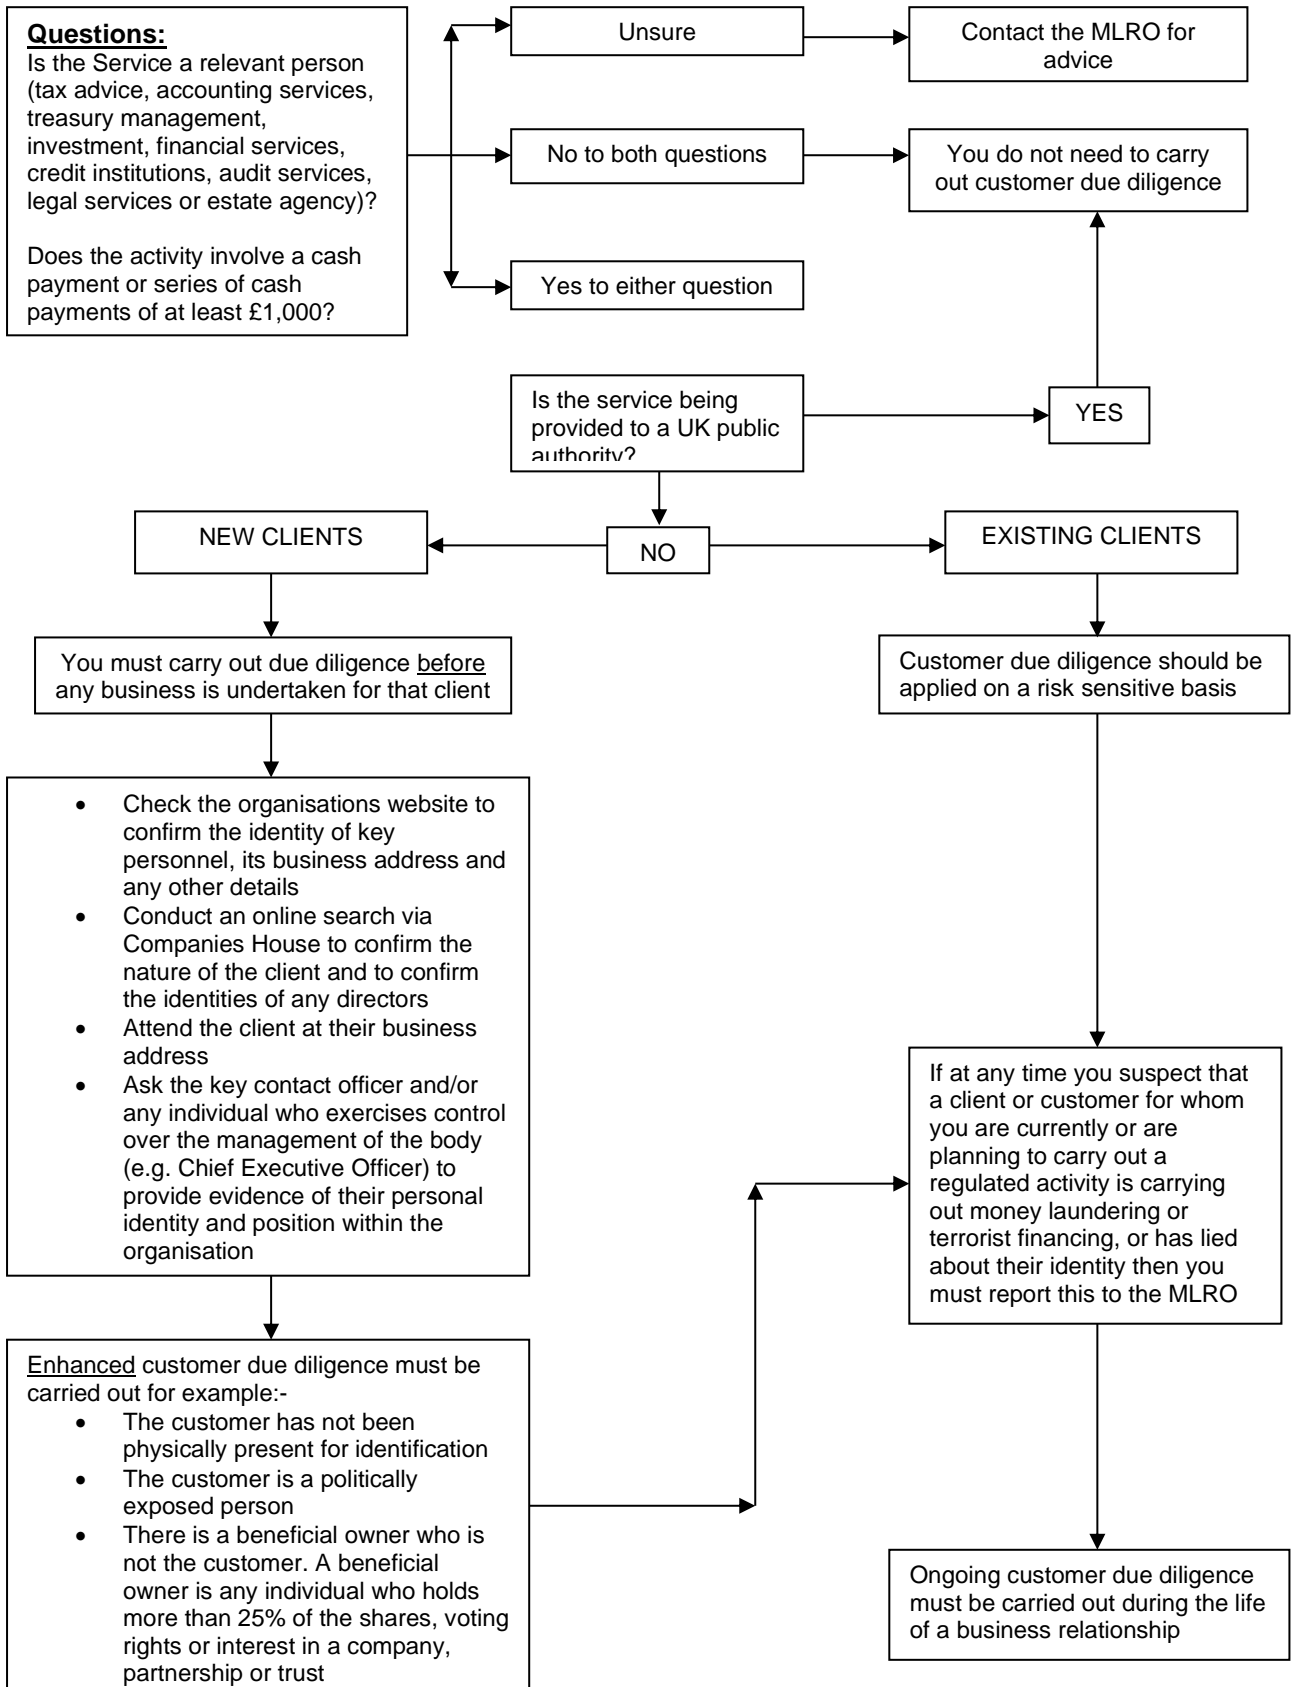 Questions:
Is the Service a relevant person
(tax advice, accounting services,
treasury management,
investment, financial services,
credit institutions, audit services,
legal services or estate agency)?
Does the activity involve a cash
payment or series of cash
payments of at least £1,000?
Unsure
Contact the MLRO for
advice
No to both questions
You do not need to carry
out customer due diligence
Yes to either question
Is the service being
provided to a UK public
authority?
YES
NO
NEW CLIENTS
EXISTING CLIENTS
You must carry out due diligence before
any business is undertaken for that client
Customer due diligence should be
applied on a risk sensitive basis
• Check the organisations website to
confirm the identity of key
personnel, its business address and
any other details
• Conduct an online search via
Companies House to confirm the
nature of the client and to confirm
the identities of any directors
• Attend the client at their business
address
• Ask the key contact officer and/or
any individual who exercises control
over the management of the body
(e.g. Chief Executive Officer) to
provide evidence of their personal
identity and position within the
organisation
If at any time you suspect that
a client or customer for whom
you are currently or are
planning to carry out a
regulated activity is carrying
out money laundering or
terrorist financing, or has lied
about their identity then you
must report this to the MLRO
Enhanced customer due diligence must be
carried out for example:-
• The customer has not been
physically present for identification
• The customer is a politically
exposed person
• There is a beneficial owner who is
not the customer. A beneficial
owner is any individual who holds
more than 25% of the shares, voting
rights or interest in a company,
partnership or trust
Ongoing customer due diligence
must be carried out during the life
of a business relationship